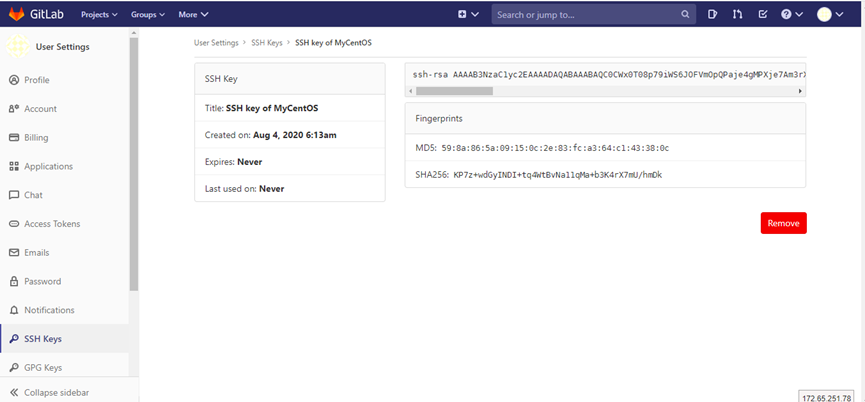 GitLab Projects Groups More Search or jump to...
User Settings
Profile
Account
Billing
Applications
Chat
Access Tokens
Emails
Password
Notifications
SSH Keys
GPG Keys
Collapse sidebar
User Settings > SSH Keys > SSH key of MyCentOS
SSH Key
Title: SSH key of MyCentOS
Created on: Aug 4, 2020 6:13am
Expires: Never
Last used on: Never
ssh-rsa AAAAB3NzaC1yc2EAAAADAQABAAABAQC0CWx0T08p79iWS6JOFVmOpQPaje4gMPXje7Am3rX
Fingerprints
MD5: 59:8a:86:5a:09:15:0c:2e:83:fc:a3:64:c1:43:38:0c
SHA256: KP7z+wdGyINDI+tq4WtBvNa11qMa+b3K4rX7mU/hmDk
Remove
172.65.251.78